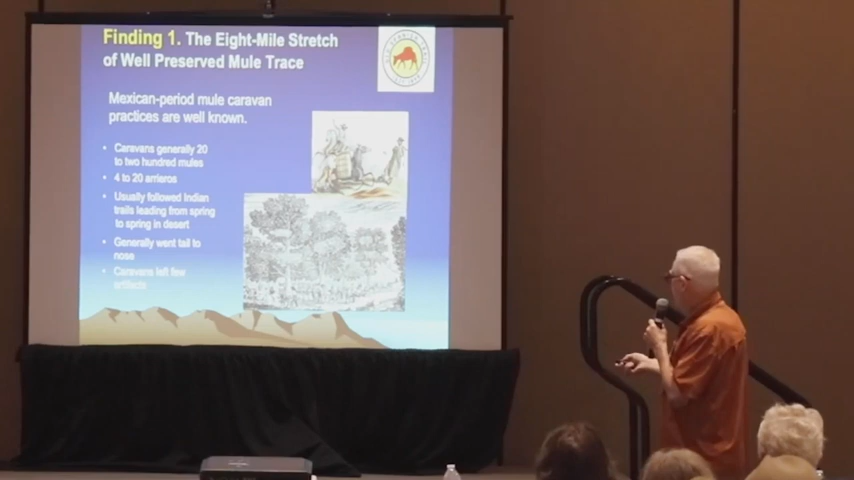 Finding 1. The Eight-Mile Stretch
of Well Preserved Mule Trace
Mexican-period mule caravan
practices are well known.
• Caravans generally 20
to two hundred mules
• 4 to 20 arrieros
• Usually followed Indian
trails leading from spring
to spring in desert
• Generally went tail to
nose
• Caravans left few
artifacts